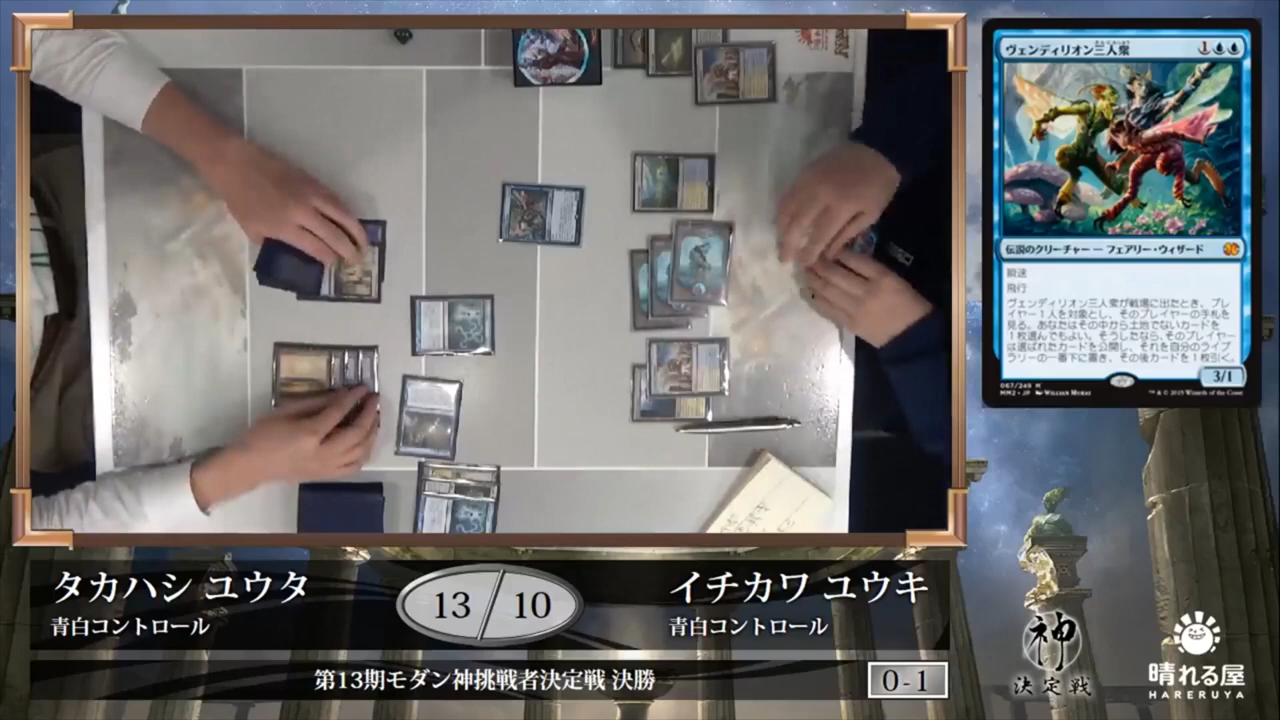 ヴェンディリオン三人衆
伝説のクリーチャー — フェアリー・ウィザード
瞬速
飛行
ヴェンディリオン三人衆が戦場に出たとき、プレ
イヤー１人を対象とし、そのプレイヤーの手札を
見る。あなたはその中から土地でないカードを
１枚選んでもよい。そうしたなら、そのプレイヤー
は選ばれたカードを公開し、それを自分のライブ
ラリーの一番下に置き、その後カードを１枚引く。
3/1
067/249 M
MM2 • JP
タカハシ ユウタ
青白コントロール
13 / 10
イチカワ ユウキ
青白コントロール
第13期モダン神挑戦者決定戦 決勝
0-1
神
決定戦
晴れる屋
HARERUYA